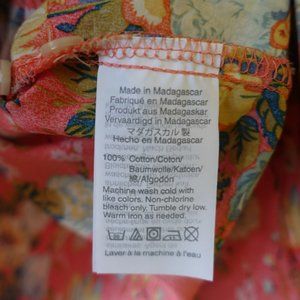 Made in Madagascar
Fabriqué en Madagascar
Produkt aus Madaskar
Vervaardigd in Madagascar
マダガスカル製
Hecho en Madagascar
100% Cotton/Coton/
Baumwolle/Katoen/
綿/Algodón
Machine wash cold with
like colors. Non-chlorine
bleach only. Tumble dry low.
Warm iron as needed.
Laver à la machine à l'eau